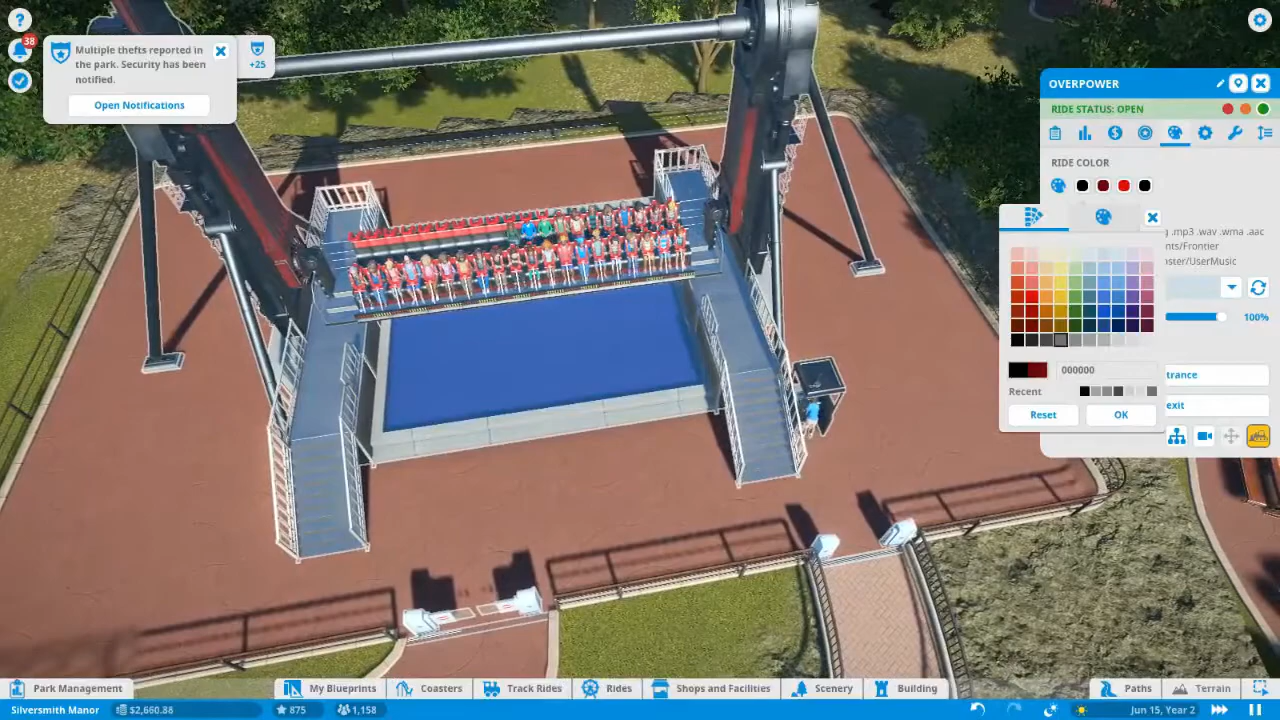 ?
38
Multiple thefts reported in
the park. Security has been
notified.
+25
Open Notifications
OVERPOWER
RIDE STATUS: OPEN
RIDE COLOR
.mp3 .wav .wma .aac
nts/Frontier
ster/UserMusic
100%
000000
Recent
trance
Reset
OK
exit
Park Management
My Blueprints
Coasters
Track Rides
Rides
Shops and Facilities
Scenery
Building
Paths
Terrain
Silversmith Manor
$2,660.88
875
1,158
Jun 15, Year 2